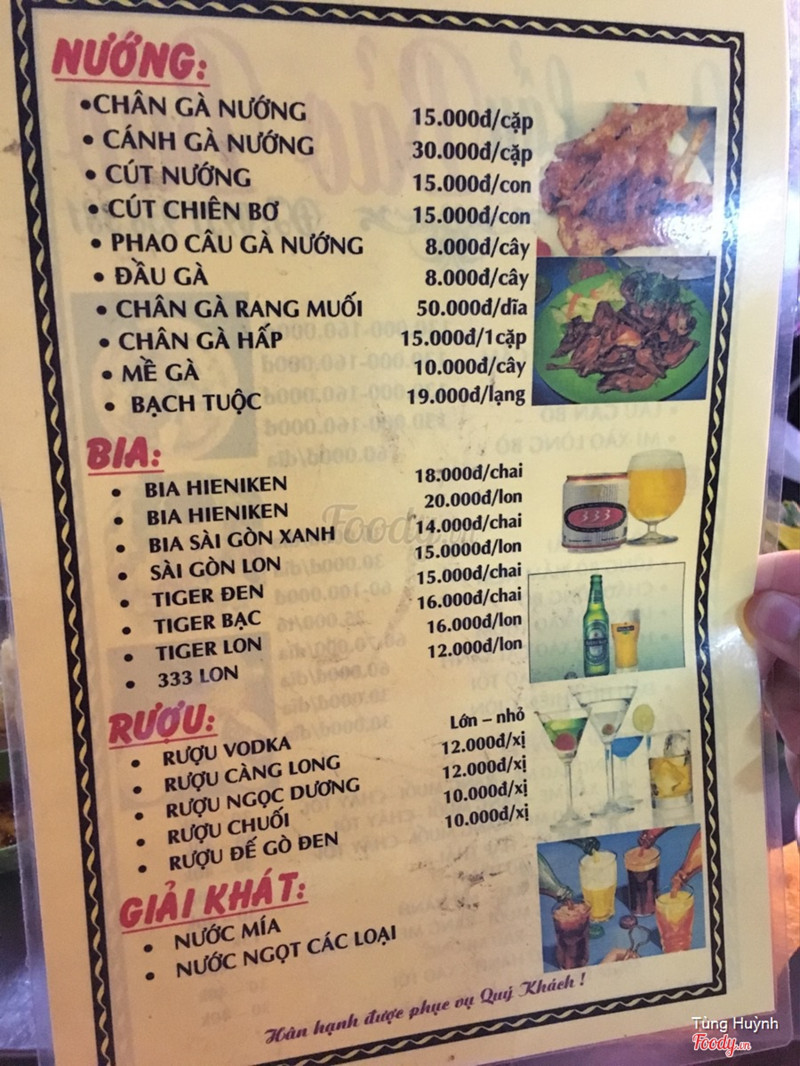 NƯỚNG:
•CHÂN GÀ NƯỚNG 15.000đ/cặp
• CÁNH GÀ NƯỚNG 30.000đ/cặp
• CÚT NƯỚNG 15.000đ/con
• CÚT CHIÊN BƠ 15.000đ/con
• PHAO CÂU GÀ NƯỚNG 8.000đ/cây
• ĐẦU GÀ 8.000đ/cây
• CHÂN GÀ RANG MUỐI 50.000đ/dĩa
• CHÂN GÀ HẤP 15.000đ/1cặp
• MỀ GÀ 10.000đ/cây
• BẠCH TUỘC 19.000đ/lạng
BIA:
• BIA HIENIKEN 18.000đ/chai
• BIA HIENIKEN 20.000đ/lon
• BIA SÀI GÒN XANH 14.000đ/chai
• SÀI GÒN LON 15.0000đ/lon
• TIGER ĐEN 15.000đ/chai
• TIGER BẠC 16.000đ/chai
• TIGER LON 16.000đ/lon
• 333 LON 12.000đ/lon
333
RƯỢU: Lớn – nhỏ
• RƯỢU VODKA 12.000đ/xị
• RƯỢU CÀNG LONG 12.000đ/xị
• RƯỢU NGỌC DƯƠNG 10.000đ/xị
• RƯỢU CHUỐI 10.000đ/xị
• RƯỢU ĐẾ GÒ ĐEN
GIẢI KHÁT:
• NƯỚC MÍA
• NƯỚC NGỌT CÁC LOẠI
Hân hạnh được phục vụ Quý Khách !
Foody.vn
Tùng Huỳnh
Foody.vn